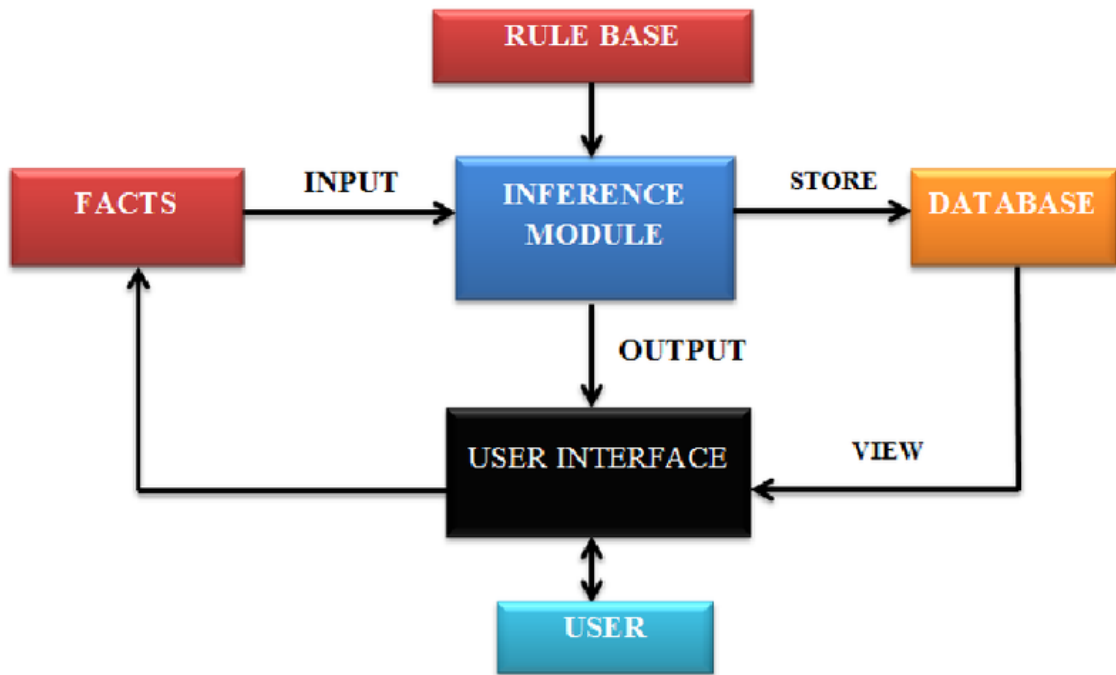 RULE BASE
FACTS
INPUT
INFERENCE
MODULE
STORE
DATABASE
OUTPUT
USER INTERFACE
VIEW
USER